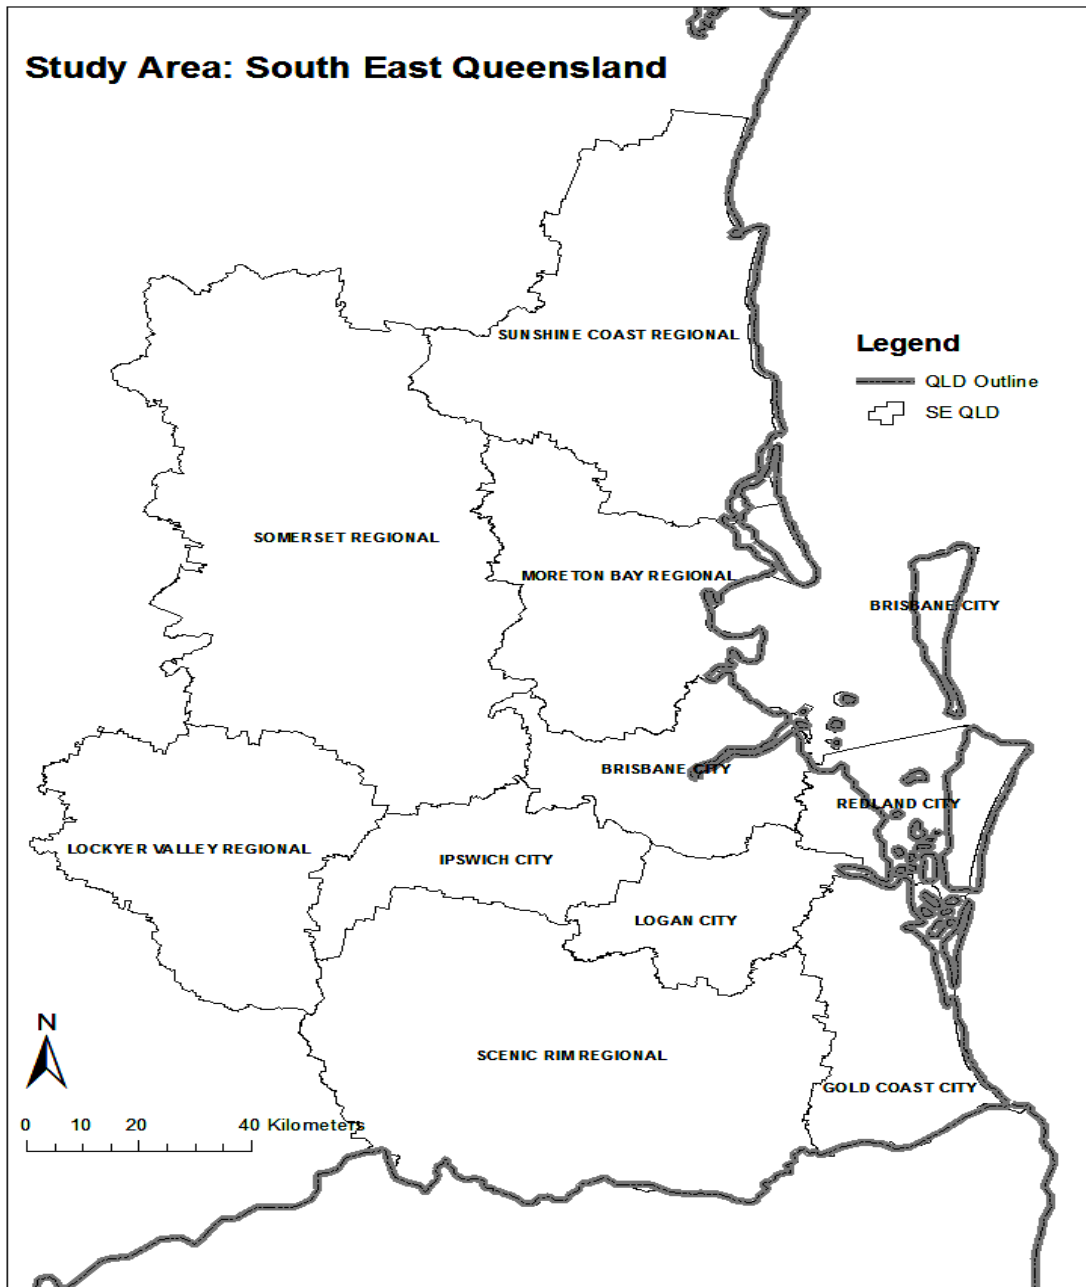 Study Area: South East Queensland
SUNSHINE COAST REGIONAL
Legend
QLD Outline
SE QLD
SOMERSET REGIONAL
MORETON BAY REGIONAL
BRISBANE CITY
BRISBANE CITY
REDLAND CITY
LOCKYER VALLEY REGIONAL
IPSWICH CITY
LOGAN CITY
N
SCENIC RIM REGIONAL
GOLD COAST CITY
0 10 20 40 Kilometers